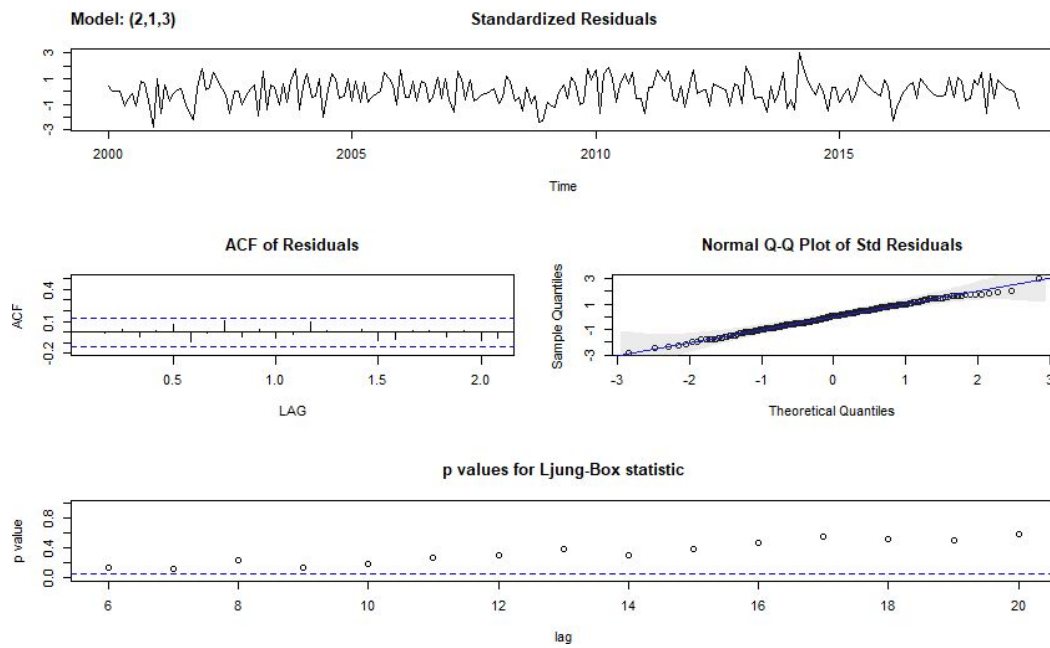 Model: (2,1,3) Standardized Residuals
3
-1
-3
2000 2005 2010 2015
Time
ACF of Residuals
ACF
0.4
0.1
-0.2
0.5 1.0 1.5 2.0
LAG
Normal Q-Q Plot of Std Residuals
Sample Quantiles
3
1
-1
-3
-3 -2 -1 0 1 2 3
Theoretical Quantiles
p values for Ljung-Box statistic
p value
0.8
0.4
0.0
6 8 10 12 14 16 18 20
lag